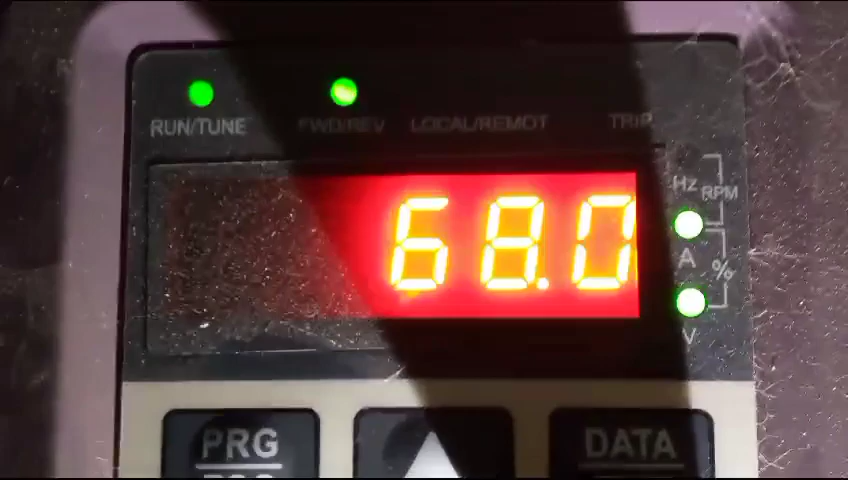 RUN/TUNE FWD/REV LOCAL/REMOT TRIP
Hz RPM
68.0
A %
V
PRG DATA